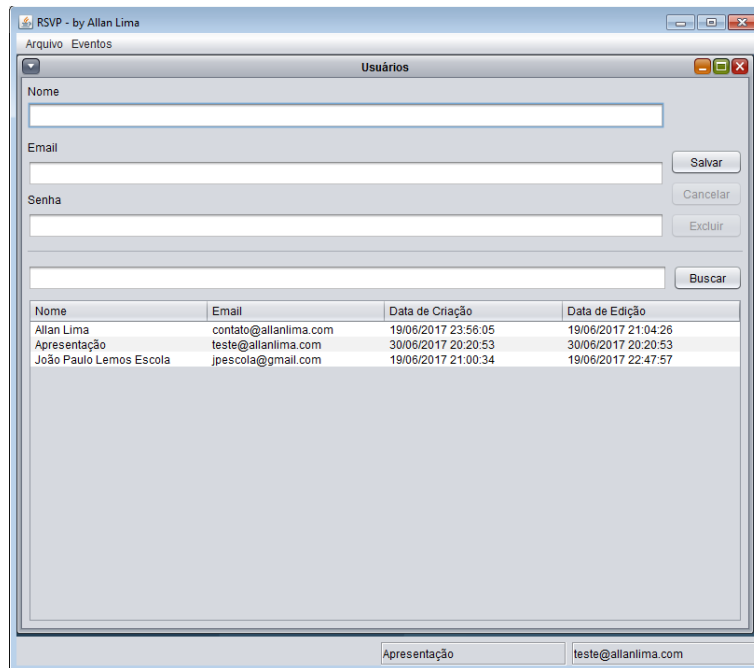 RSVP - by Allan Lima
Arquivo Eventos
Usuários
Nome
Email
Salvar
Senha
Cancelar
Excluir
Buscar
Nome Email Data de Criação Data de Edição
Allan Lima contato@allanlima.com 19/06/2017 23:56:05 19/06/2017 21:04:26
Apresentação teste@allanlima.com 30/06/2017 20:20:53 30/06/2017 20:20:53
João Paulo Lemos Escola jpescola@gmail.com 19/06/2017 21:00:34 19/06/2017 22:47:57
Apresentação teste@allanlima.com